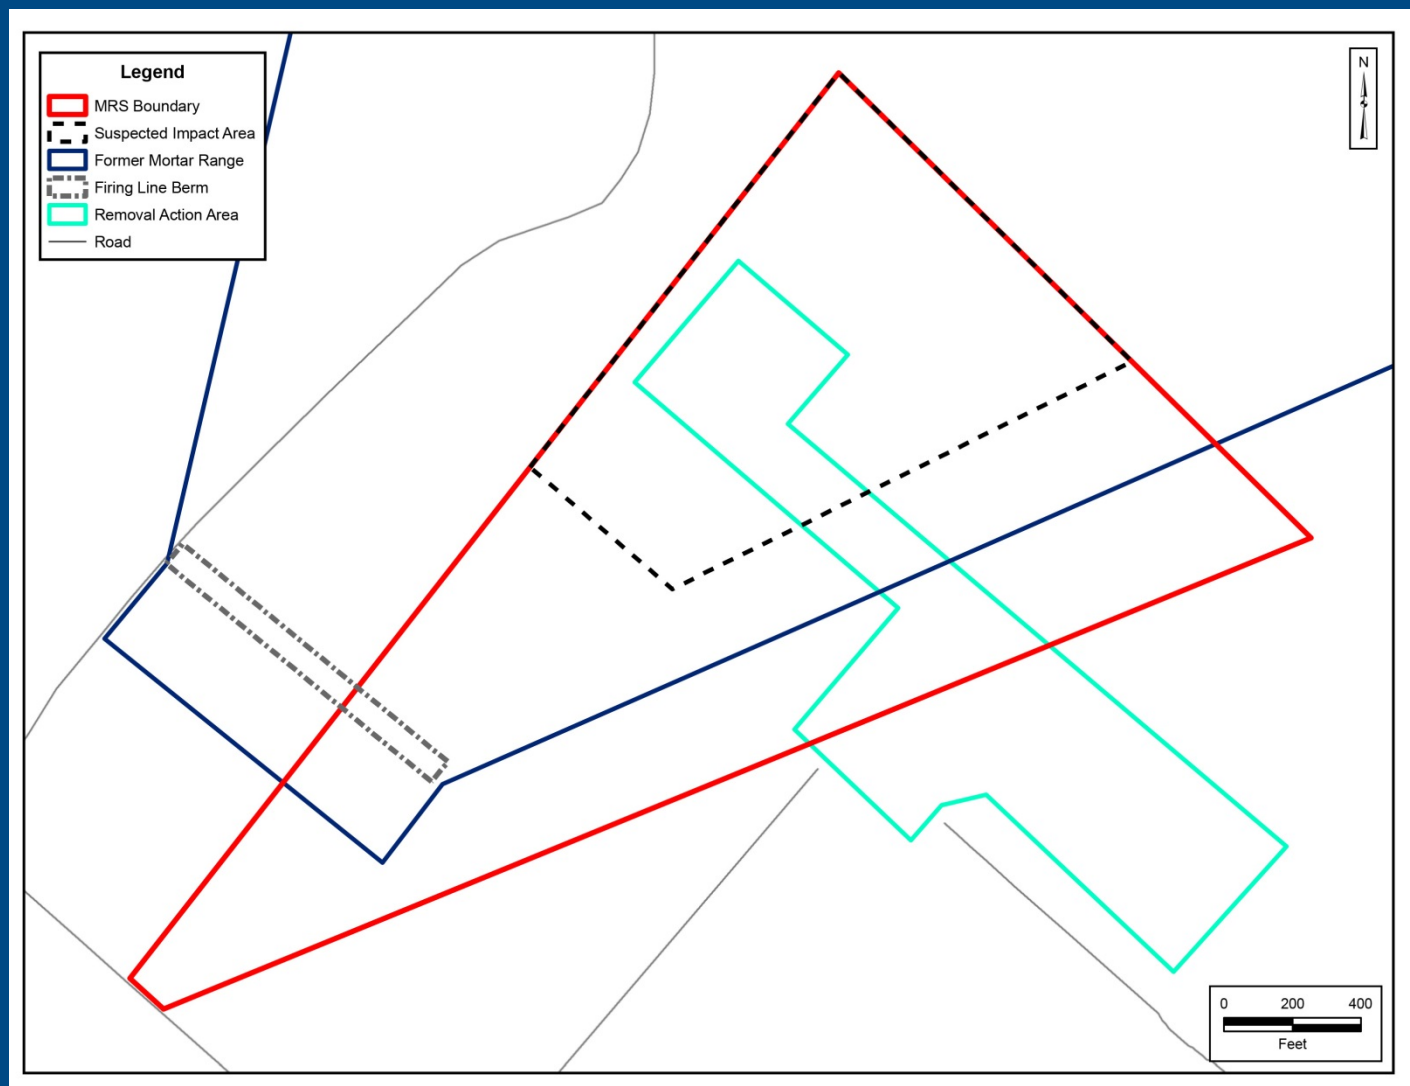 Legend
MRS Boundary
Suspected Impact Area
Former Mortar Range
Firing Line Berm
Removal Action Area
Road
N
0 200 400
Feet